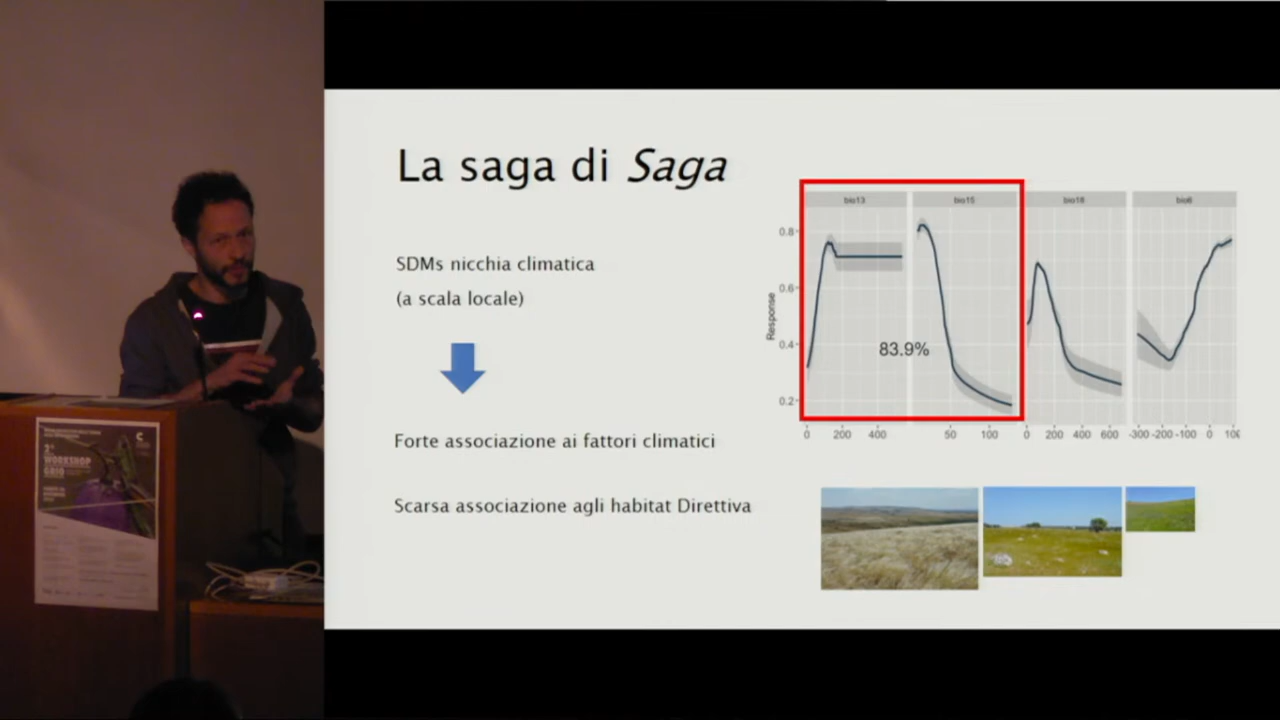 La saga di Saga
SDMs nicchia climatica
(a scala locale)
Forte associazione ai fattori climatici
Scarsa associazione agli habitat Direttiva
bio13
bio15
bio18
bio6
Response
0.8
0.6
0.4
0.2
83.9%
0 200 400
50 100
0 200 400 600
-300 -200 -100 0
WORKSHOP
GRIO